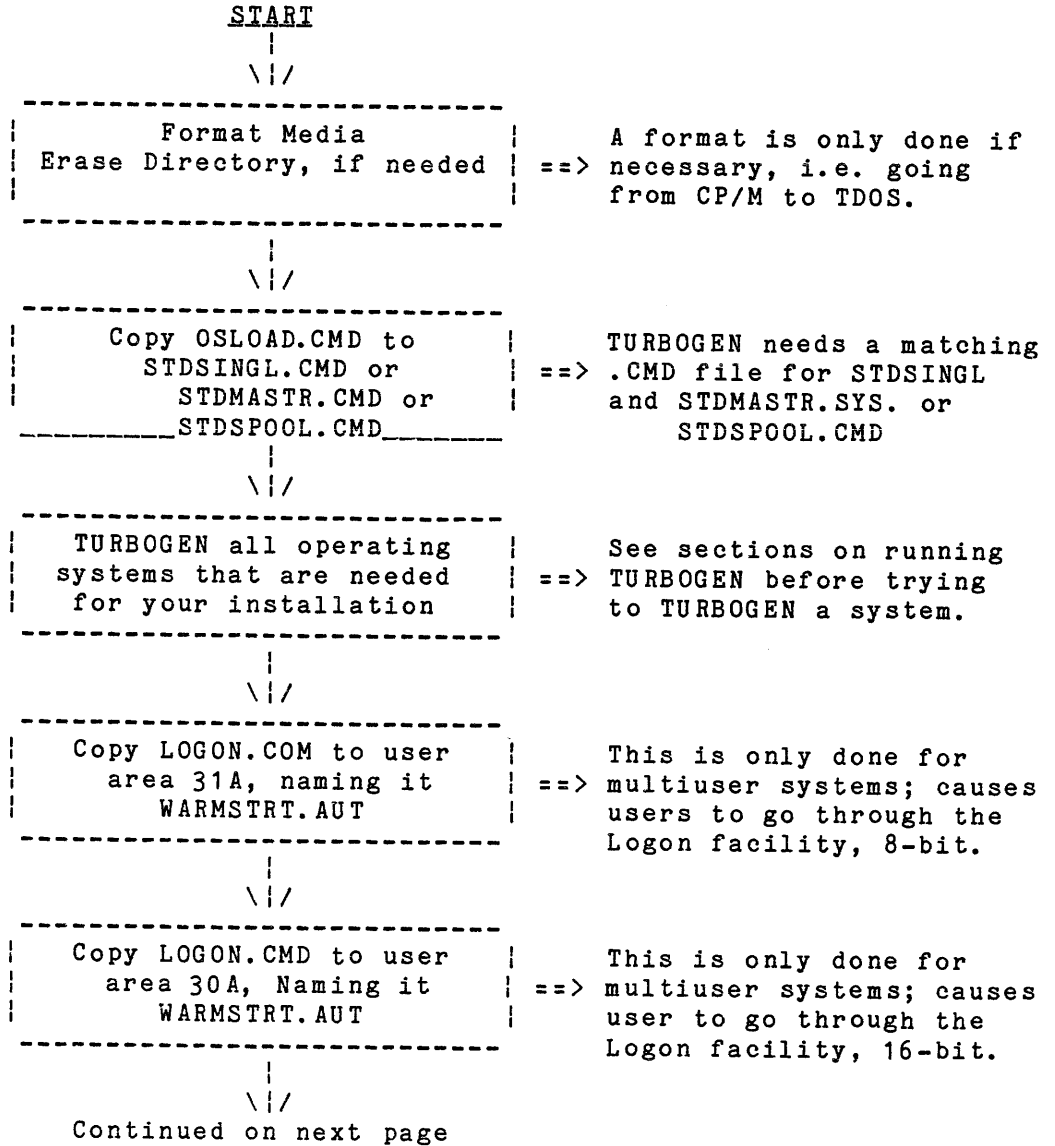 START
Format Media
Erase Directory, if needed
==> A format is only done if
necessary, i.e. going
from CP/M to TDOS.
Copy OSLOAD.CMD to
STDSINGL.CMD or
STDMASTR.CMD or
STDSPOOL.CMD
TURBOGEN needs a matching
==> .CMD file for STDSINGL
and STDMASTR.SYS. or
STDSPOOL.CMD
TURBOGEN all operating
systems that are needed
for your installation
See sections on running
==> TURBOGEN before trying
to TURBOGEN a system.
Copy LOGON.COM to user
area 31A, naming it
WARMSTRT.AUT
This is only done for
==> multiuser systems; causes
users to go through the
Logon facility, 8-bit.
Copy LOGON.CMD to user
area 30A, Naming it
WARMSTRT.AUT
This is only done for
==> multiuser systems; causes
user to go through the
Logon facility, 16-bit.
Continued on next page